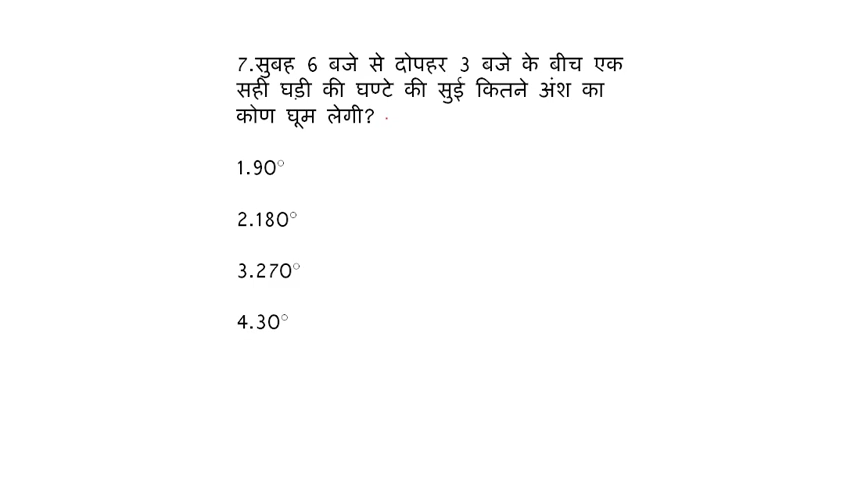 7.सुबह 6 बजे से दोपहर 3 बजे के बीच एक
सही घड़ी की घण्टे की सुई कितने अंश का
कोण घूम लेगी?
1.90°
2.180°
3.270°
4.30°